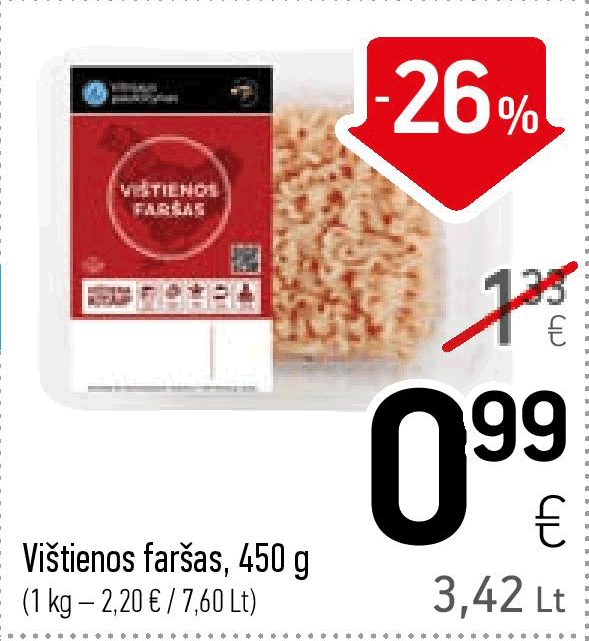 -26%
VIŠTIENOS
FARŠAS
1 33
€
0 99
€
Vištienos faršas, 450 g
(1 kg – 2,20 € / 7,60 Lt)
3,42 Lt